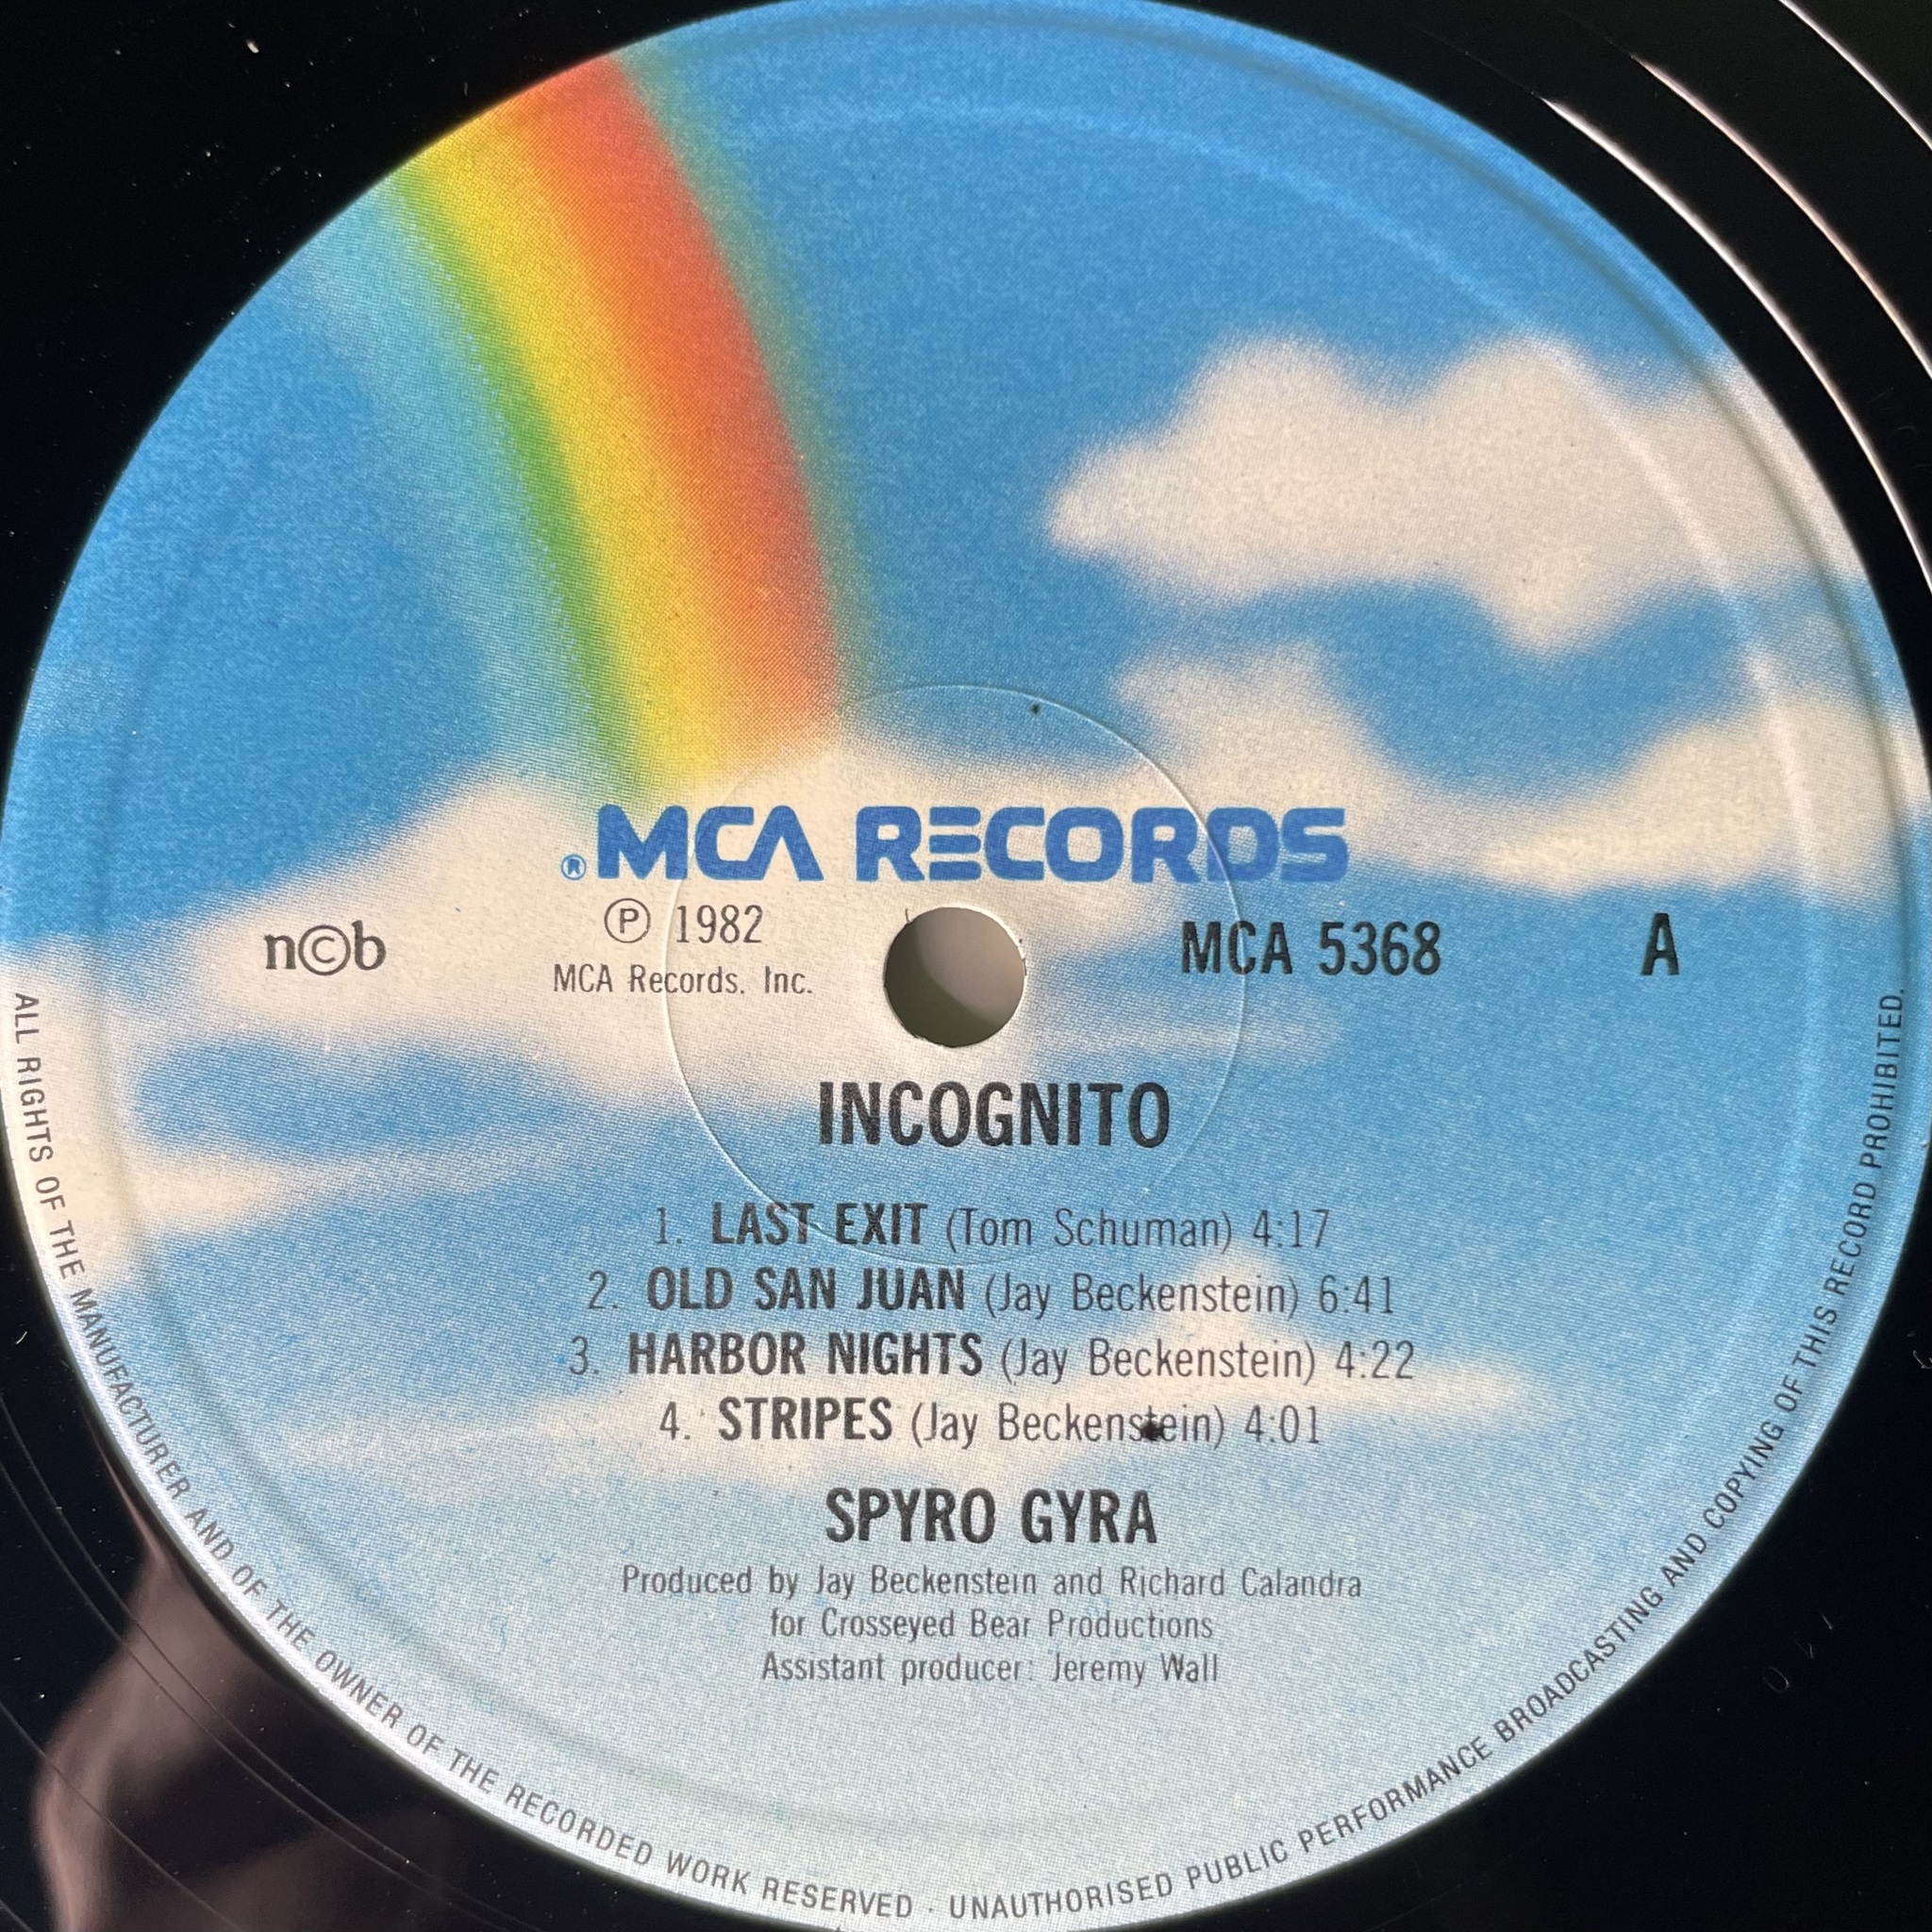 ® MCA RECORDS
n©b
℗ 1982
MCA Records. Inc.
MCA 5368
A
INCOGNITO
1. LAST EXIT (Tom Schuman) 4:17
2. OLD SAN JUAN (Jay Beckenstein) 6:41
3. HARBOR NIGHTS (Jay Beckenstein) 4:22
4. STRIPES (Jay Beckenstein) 4:01
SPYRO GYRA
Produced by Jay Beckenstein and Richard Calandra
for Crosseyed Bear Productions
Assistant producer: Jeremy Wall
ALL RIGHTS OF THE MANUFACTURER AND OF THE OWNER OF THE RECORDED WORK RESERVED · UNAUTHORISED PUBLIC PERFORMANCE BROADCASTING AND COPYING OF THIS RECORD PROHIBITED.